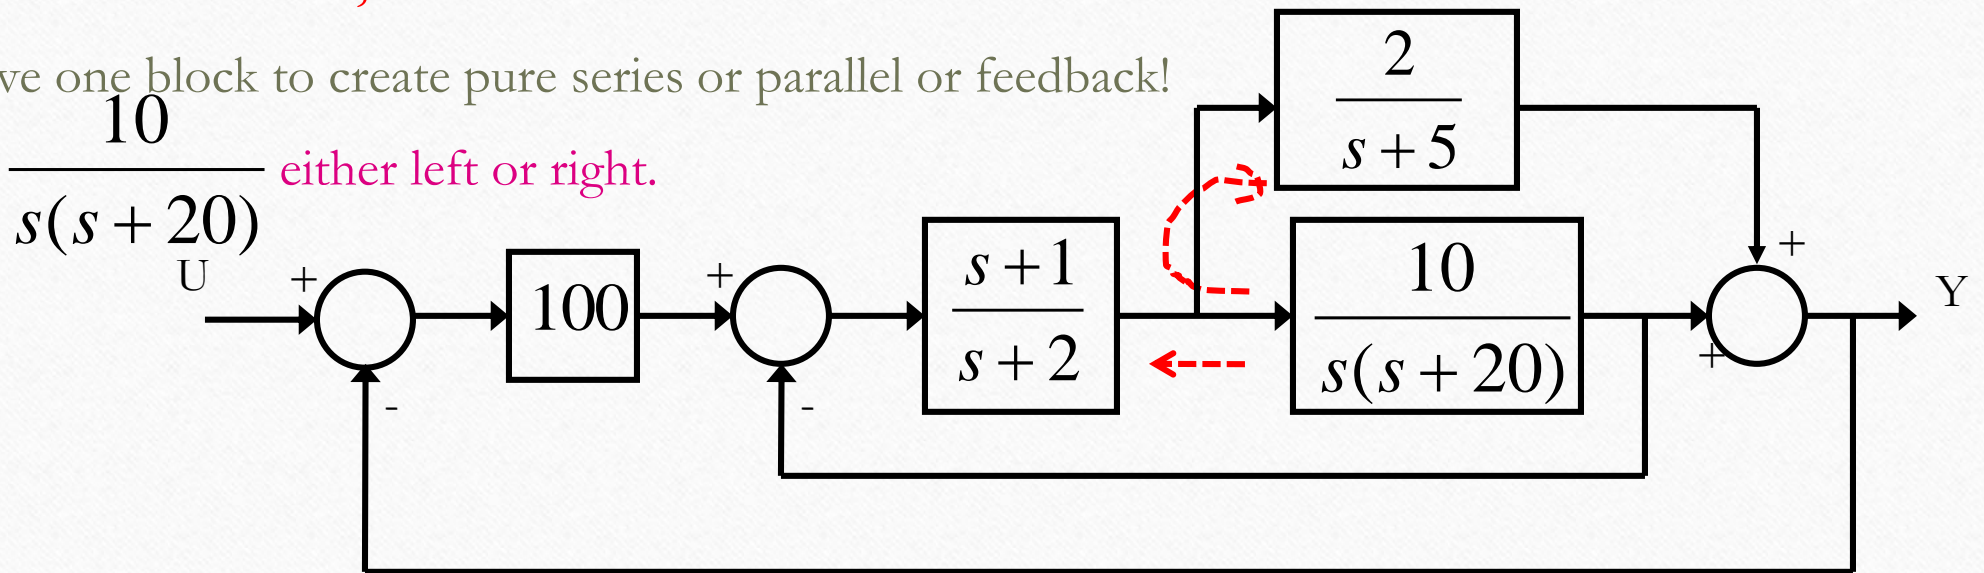 ve one block to create pure series or parallel or feedback!
10
s(s + 20)
either left or right.
2
s + 5
U
+
-
100
+
-
s + 1
s + 2
10
s(s + 20)
+
+
Y